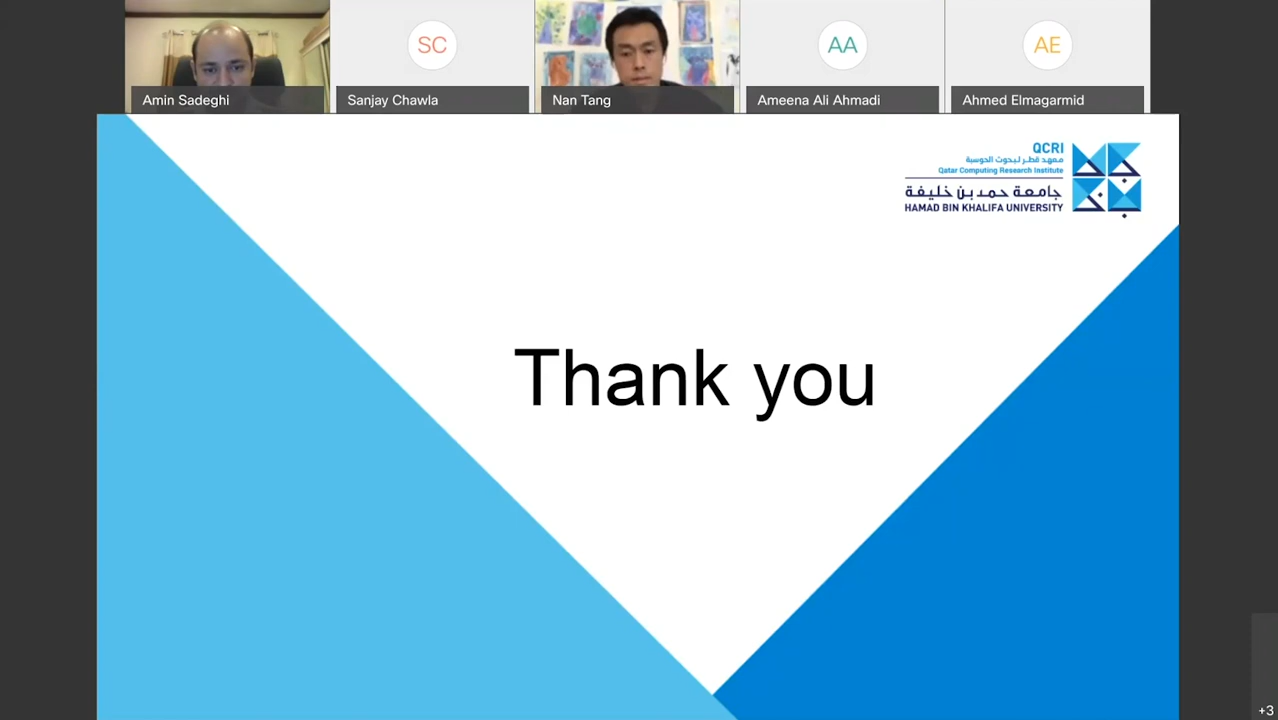 SC
AA
AE
Amin Sadeghi
Sanjay Chawla
Nan Tang
Ameena Ali Ahmadi
Ahmed Elmagarmid
QCRI
معهد قطر لبحوث الحوسبة
Qatar Computing Research Institute
جامعة حمد بن خليفة
HAMAD BIN KHALIFA UNIVERSITY
Thank you
+3